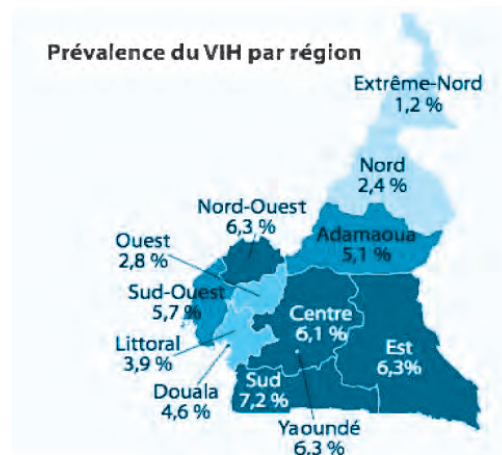 Prévalence du VIH par région
Extrême-Nord
1,2 %
Nord
2,4 %
Nord-Ouest
6,3 %
Adamaoua
5,1 %
Ouest
2,8 %
Sud-Ouest
5,7 %
Centre
6,1 %
Est
6,3%
Littoral
3,9 %
Douala
4,6 %
Sud
7,2 %
Yaoundé
6,3 %